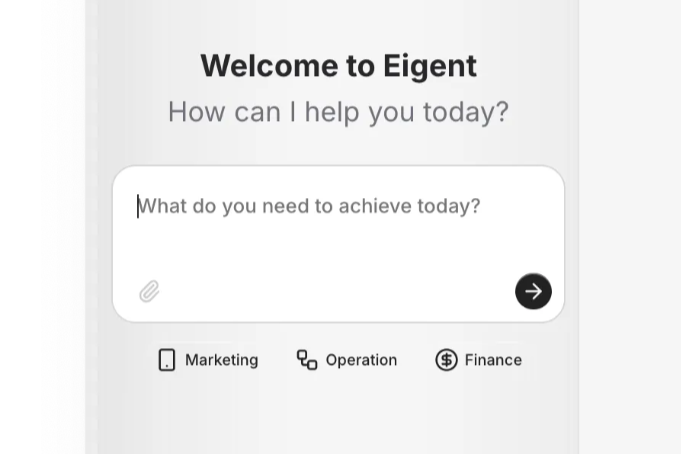 Welcome to Eigent
How can I help you today?
What do you need to achieve today?
Marketing
Operation
Finance